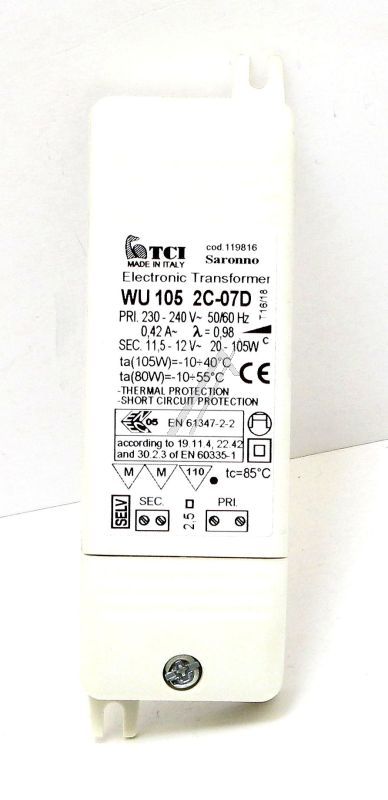 TCI
MADE IN ITALY
cod.119816
Saronno
Electronic Transformer
WU 105 2C-07D
PRI. 230 - 240 V~ 50/60 Hz
0,42 A~ λ = 0,98
T16/18
SEC. 11,5 - 12 V~ 20 - 105W
C
ta(105W)=-10÷40°C
ta(80W)=-10÷55°C
CE
-THERMAL PROTECTION
-SHORT CIRCUIT PROTECTION
05 EN 61347-2-2
according to 19.11.4, 22.42
and 30.2.3 of EN 60335-1
M M 110 tc=85°C
SELV
SEC.
2,5
PRI.